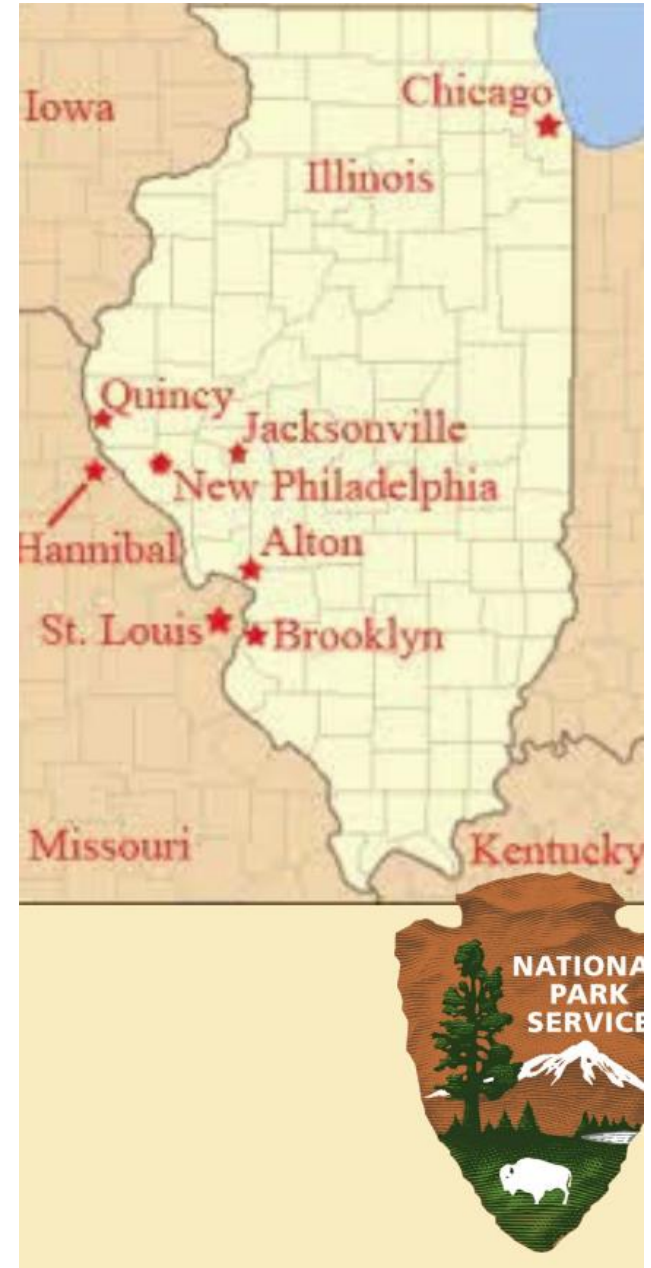 Chicago
Iowa
Illinois
Quincy
Jacksonville
New Philadelphia
Hannibal
Alton
St. Louis
Brooklyn
Missouri
Kentucky
NATIONA
PARK
SERVICE